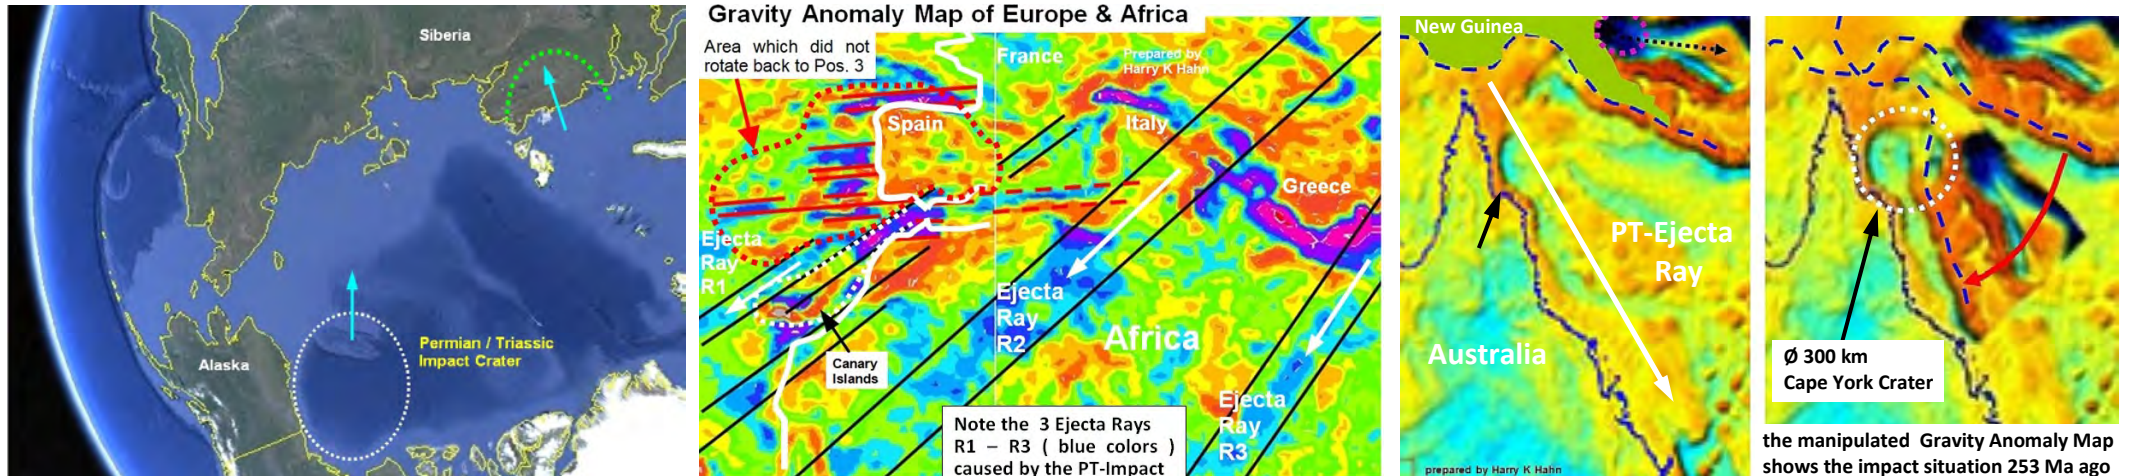 Siberia
Alaska
Permian / Triassic
Impact Crater
Gravity Anomaly Map of Europe & Africa
Area which did not
rotate back to Pos. 3
France
Prepared by
Harry K Hahn
Spain
Italy
Greece
Ejecta
Ray
R1
Ejecta
Ray
R2
Africa
Canary
Islands
Ejecta
Ray
R3
Note the 3 Ejecta Rays
R1 – R3 ( blue colors )
caused by the PT-Impact
New Guinea
PT-Ejecta
Ray
Australia
prepared by Harry K Hahn
Ø 300 km
Cape York Crater
the manipulated Gravity Anomaly Map
shows the impact situation 253 Ma ago